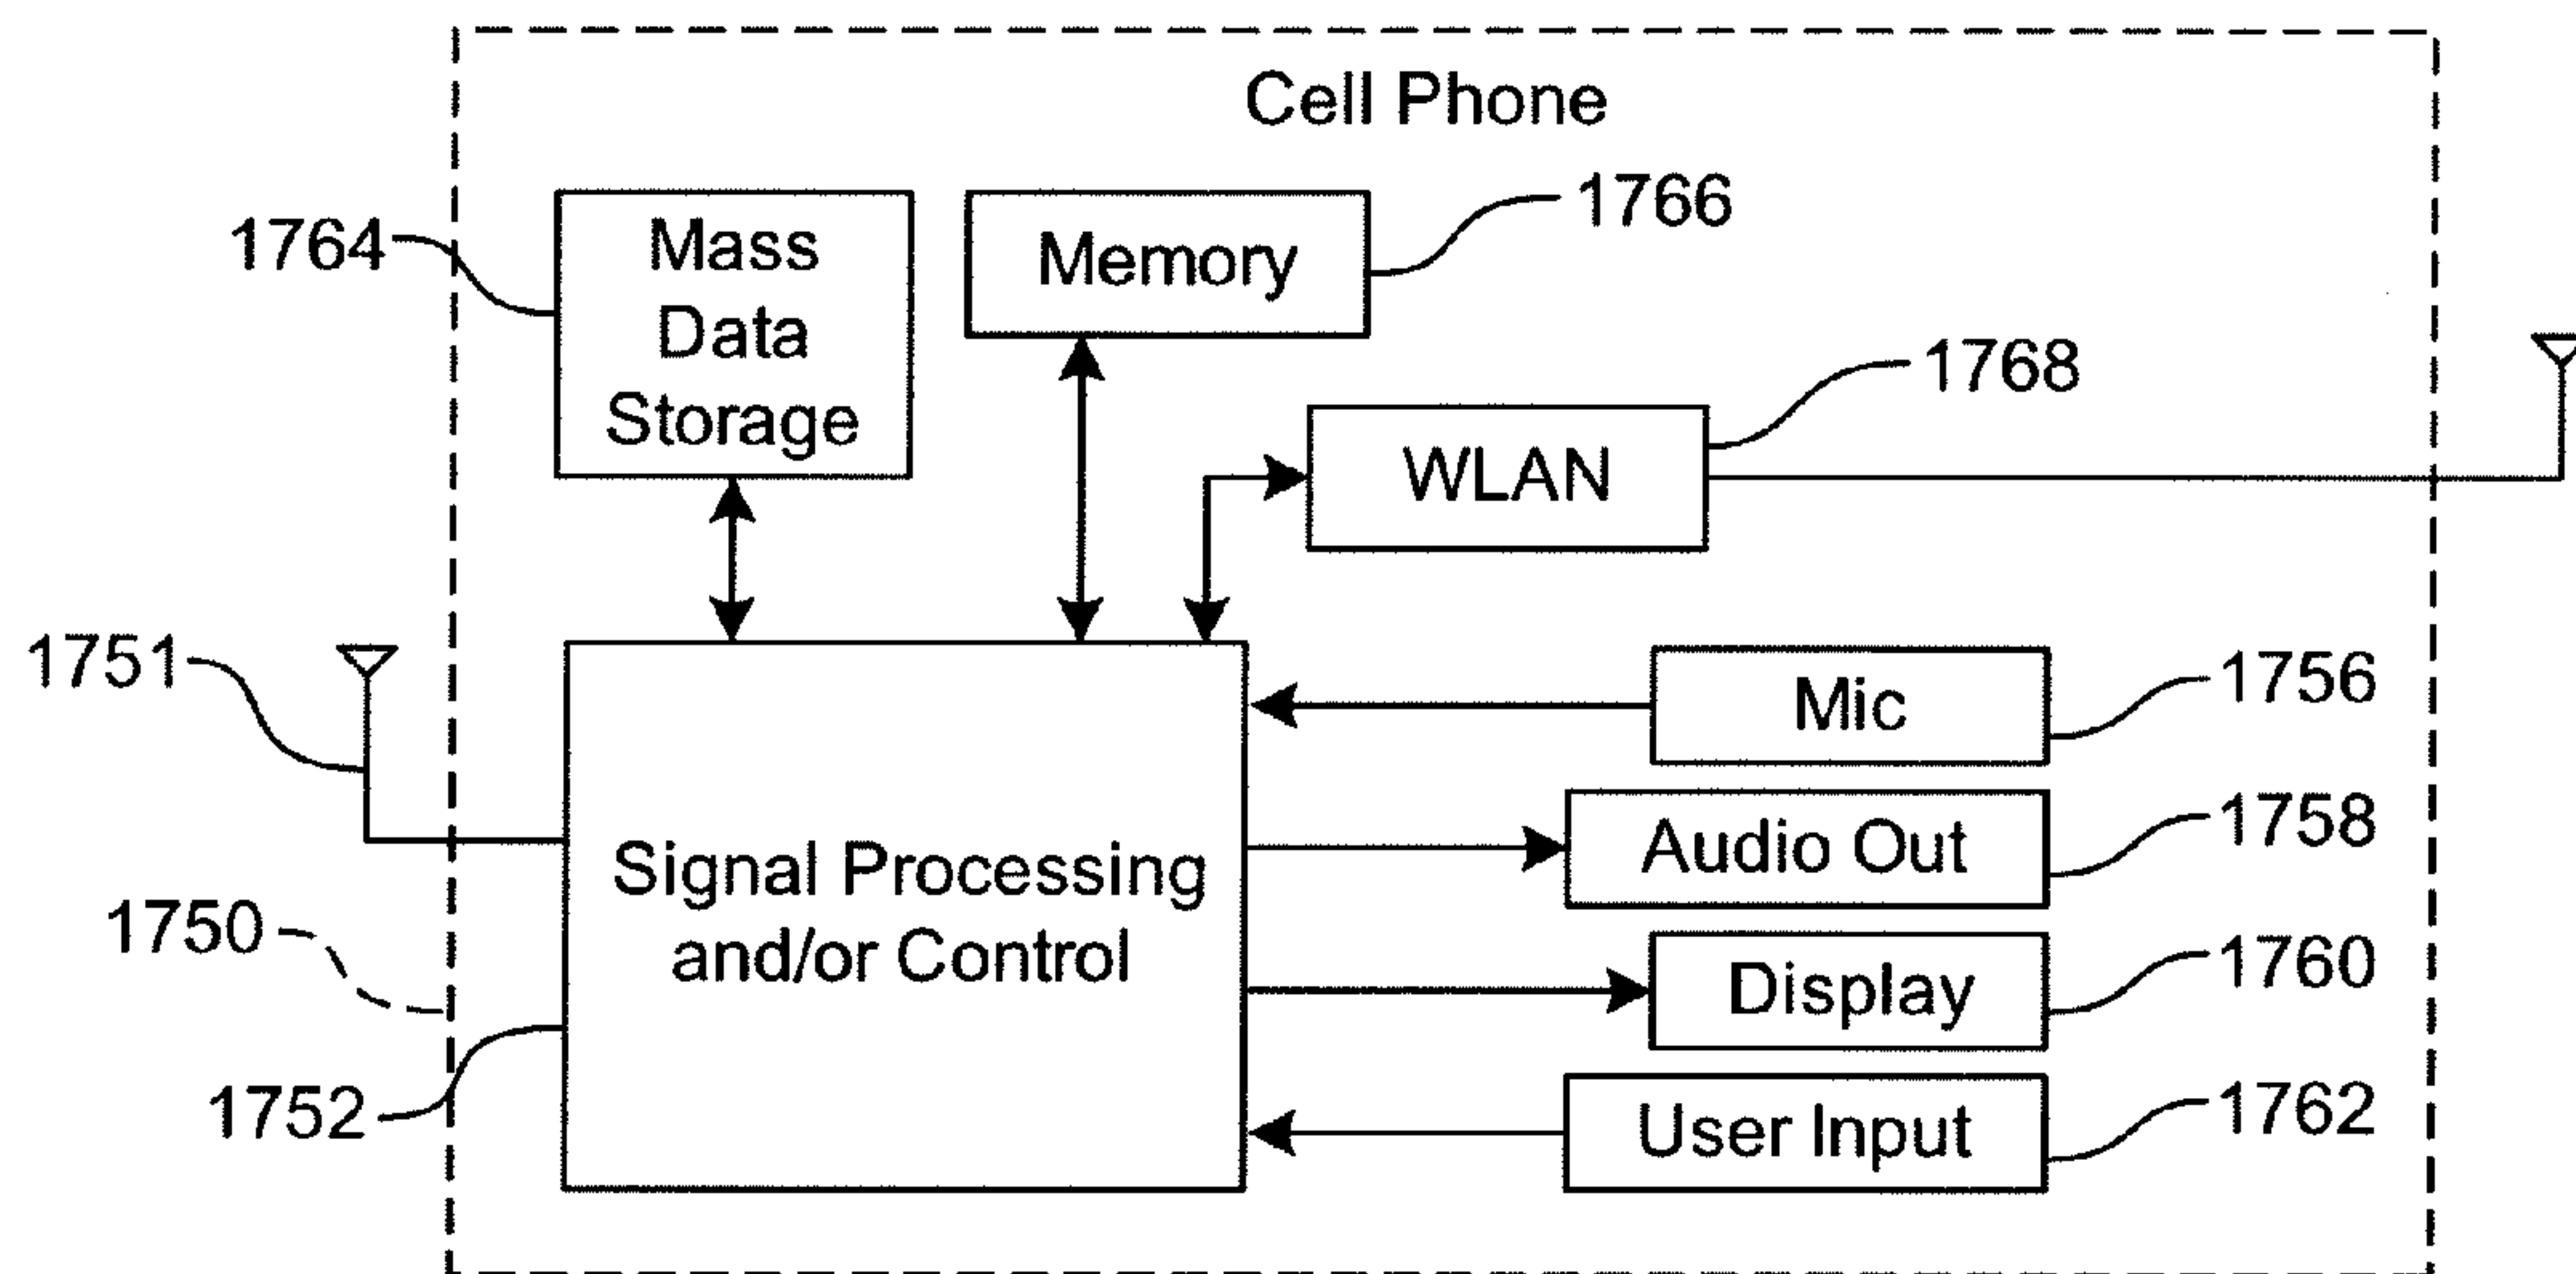 Cell Phone
1764
Mass
Data
Storage
Memory
1766
WLAN
1768
1751
1750
1752
Signal Processing
and/or Control
Mic
1756
Audio Out
1758
Display
1760
User Input
1762